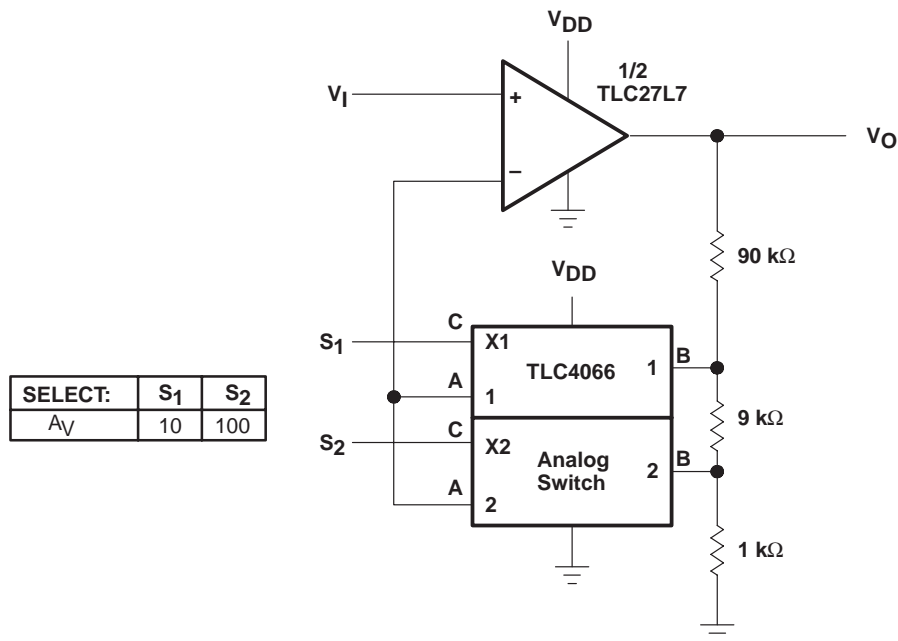 VDD
1/2
TLC27L7
VI
+
VO
−
90 kΩ
VDD
S1
C
X1
TLC4066
1
B
A
1
9 kΩ
S2
C
X2
Analog
Switch
2
B
A
2
1 kΩ
SELECT: S1 S2
AV 10 100